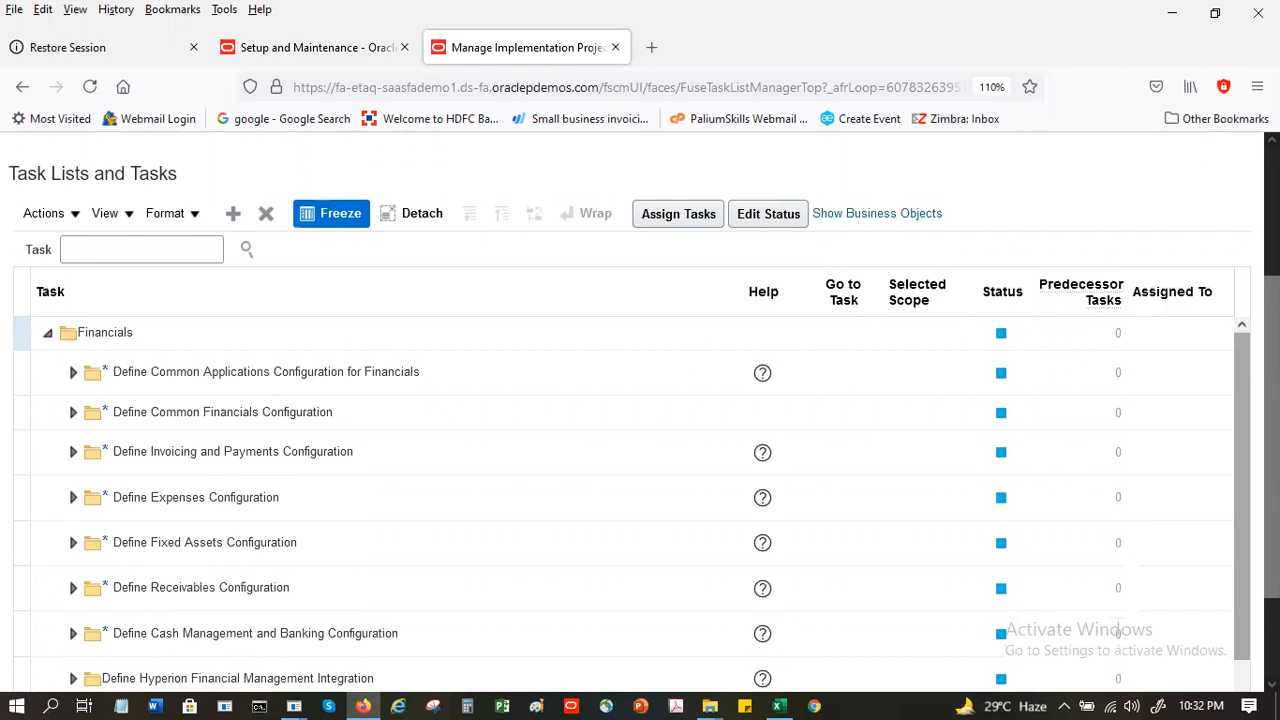 File Edit View History Bookmarks Tools Help
Restore Session × Setup and Maintenance - Oracle × Manage Implementation Projec ×
https://fa-etaq-saasfademo1.ds-fa.oracledemos.com/fscmUI/faces/FuseTaskListManagerTop?_afrLoop=60783263957 110%
Most Visited Webmail Login google - Google Search Welcome to HDFC Ba... Small business invoici... PaliumSkills Webmail ... Create Event Zimbra: Inbox Other Bookmarks
Task Lists and Tasks
Actions View Format Freeze Detach Wrap Assign Tasks Edit Status Show Business Objects
Task
Task Help Go to Task Selected Scope Status Predecessor Tasks Assigned To
Financials 0
* Define Common Applications Configuration for Financials 0
* Define Common Financials Configuration 0
* Define Invoicing and Payments Configuration 0
* Define Expenses Configuration 0
* Define Fixed Assets Configuration 0
* Define Receivables Configuration 0
* Define Cash Management and Banking Configuration
Define Hyperion Financial Management Integration 0
Activate Windows
Go to Settings to activate Windows.
29°C Haze 10:32 PM